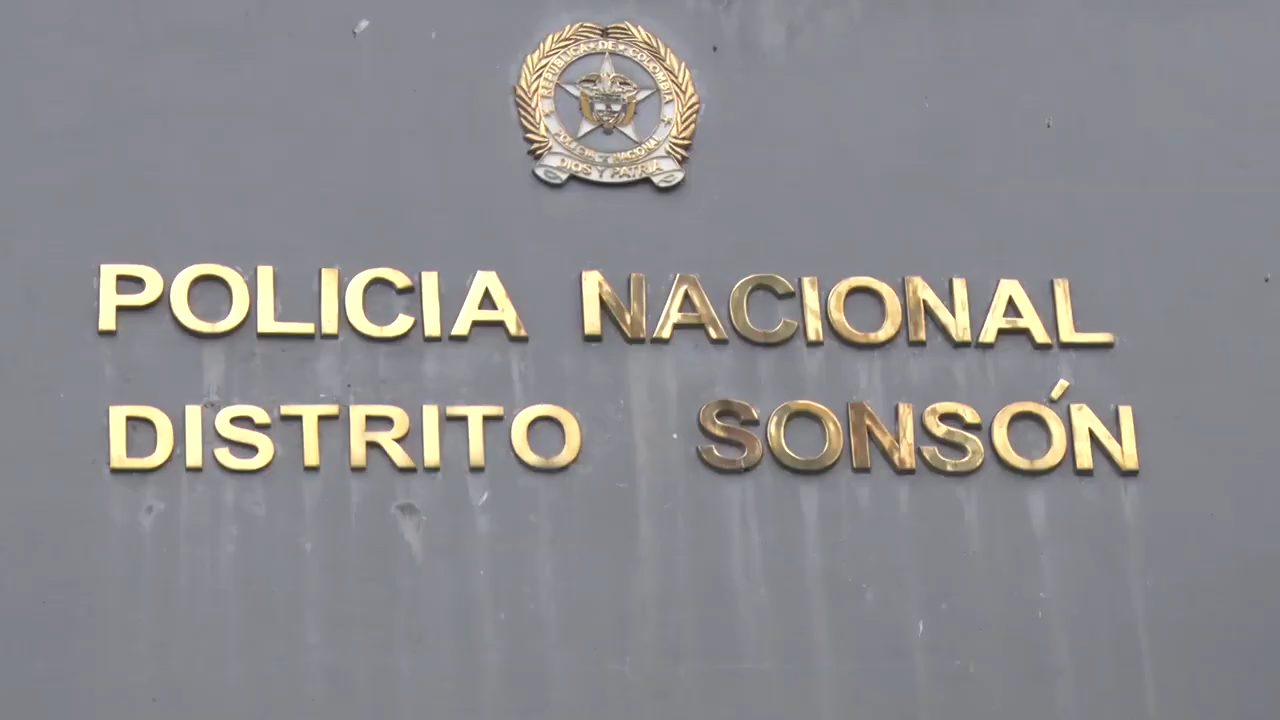 REPUBLICA DE COLOMBIA
POLICIA NACIONAL
DIOS Y PATRIA
POLICIA NACIONAL
DISTRITO SONSÓN